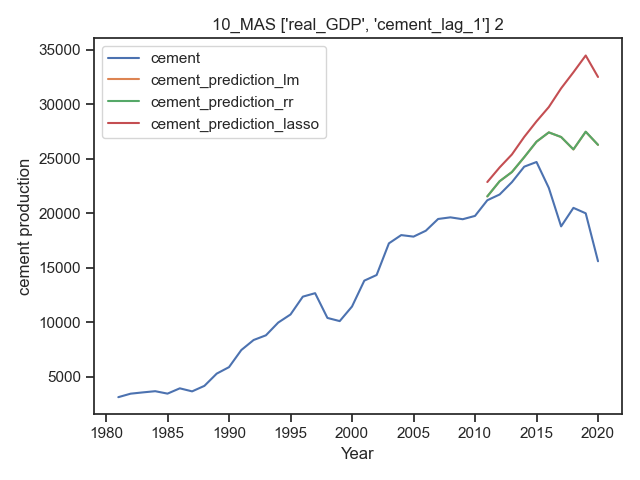 10_MAS ['real_GDP', 'cement_lag_1'] 2
cement
cement_prediction_lm
cement_prediction_rr
cement_prediction_lasso
cement production
35000
30000
25000
20000
15000
10000
5000
1980 1985 1990 1995 2000 2005 2010 2015 2020
Year